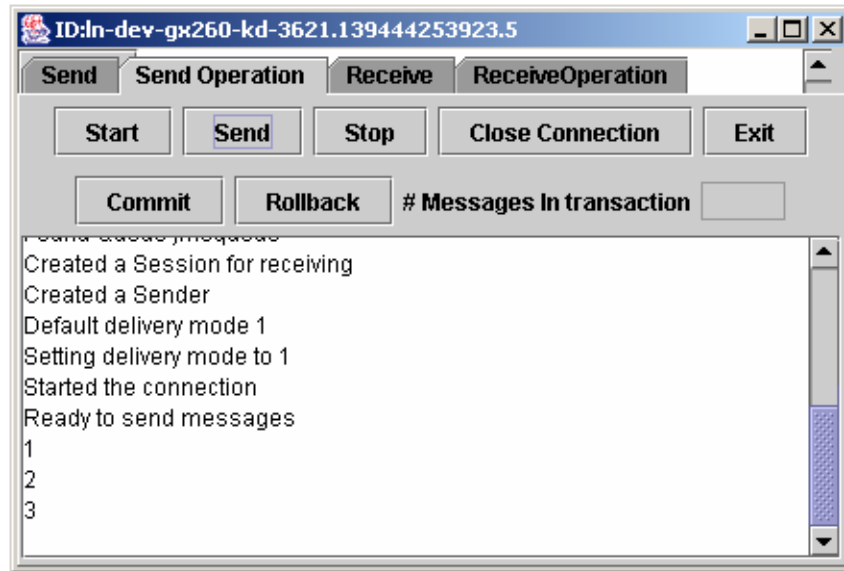 ID:ln-dev-gx260-kd-3621.139444253923.5
Send Send Operation Receive ReceiveOperation
Start Send Stop Close Connection Exit
Commit Rollback # Messages In transaction
Created a Session for receiving
Created a Sender
Default delivery mode 1
Setting delivery mode to 1
Started the connection
Ready to send messages
1
2
3